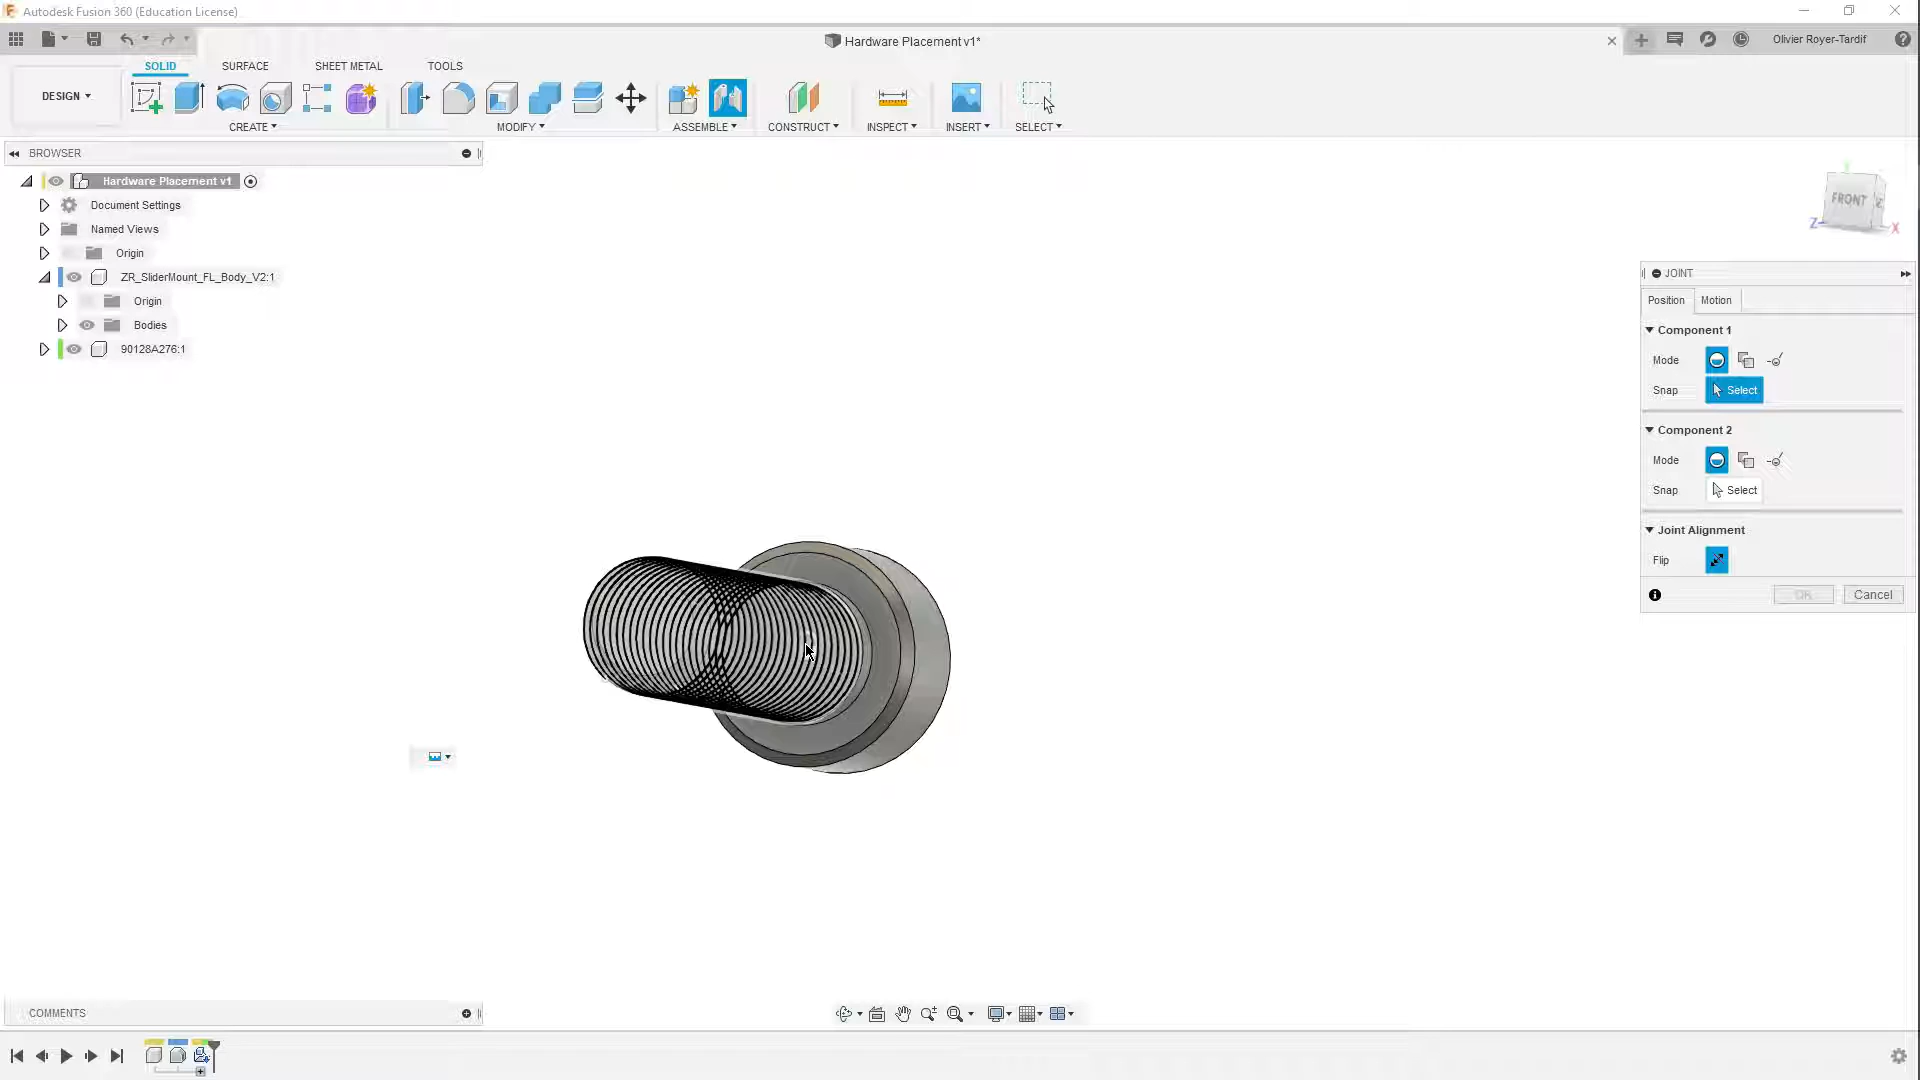 Autodesk Fusion 360 (Education License)
Hardware Placement v1*
Olivier Royer-Tardif
SOLID
SURFACE
SHEET METAL
TOOLS
DESIGN
CREATE
MODIFY
ASSEMBLE
CONSTRUCT
INSPECT
INSERT
SELECT
BROWSER
Hardware Placement v1
Document Settings
Named Views
Origin
ZR_SliderMount_FL_Body_V2:1
Origin
Bodies
90128A276:1
FRONT
Z
X
JOINT
Position
Motion
Component 1
Mode
Snap
Select
Component 2
Mode
Snap
Select
Joint Alignment
Flip
OK
Cancel
COMMENTS